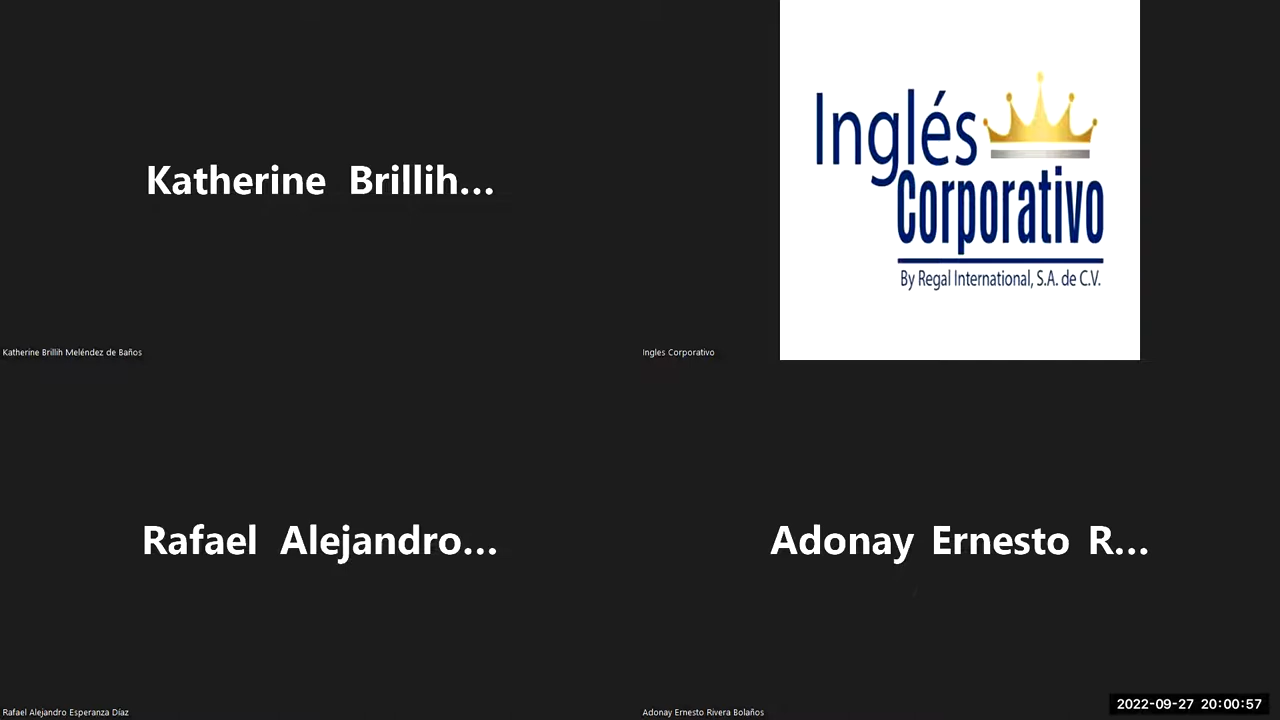 Katherine Brillih...
Katherine Brillih Meléndez de Baños
Inglés
Corporativo
By Regal International, S.A. de C.V.
Ingles Corporativo
Rafael Alejandro...
Rafael Alejandro Esperanza Díaz
Adonay Ernesto R...
Adonay Ernesto Rivera Bolaños
2022-09-27 20:00:57